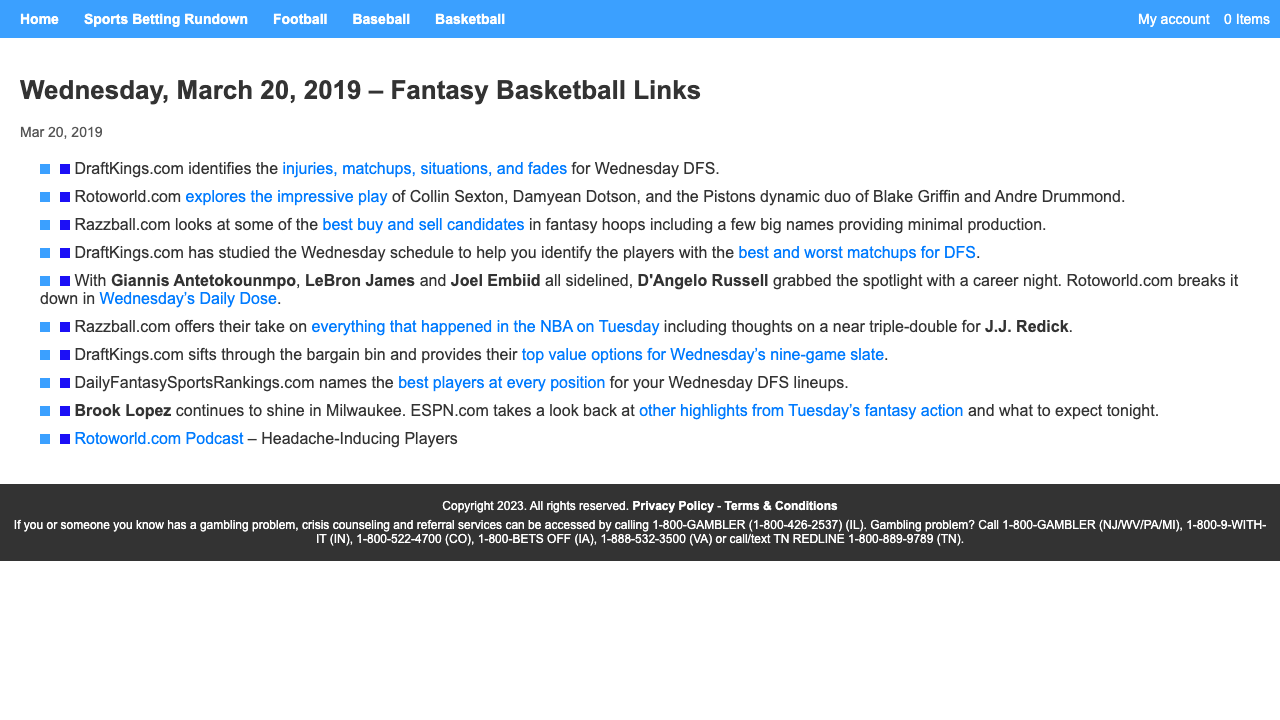 Home Sports Betting Rundown Football Baseball Basketball My account 0 Items
Wednesday, March 20, 2019 – Fantasy Basketball Links
Mar 20, 2019
DraftKings.com identifies the injuries, matchups, situations, and fades for Wednesday DFS.
Rotoworld.com explores the impressive play of Collin Sexton, Damyean Dotson, and the Pistons dynamic duo of Blake Griffin and Andre Drummond.
Razzball.com looks at some of the best buy and sell candidates in fantasy hoops including a few big names providing minimal production.
DraftKings.com has studied the Wednesday schedule to help you identify the players with the best and worst matchups for DFS.
With Giannis Antetokounmpo, LeBron James and Joel Embiid all sidelined, D'Angelo Russell grabbed the spotlight with a career night. Rotoworld.com breaks it
down in Wednesday’s Daily Dose.
Razzball.com offers their take on everything that happened in the NBA on Tuesday including thoughts on a near triple-double for J.J. Redick.
DraftKings.com sifts through the bargain bin and provides their top value options for Wednesday’s nine-game slate.
DailyFantasySportsRankings.com names the best players at every position for your Wednesday DFS lineups.
Brook Lopez continues to shine in Milwaukee. ESPN.com takes a look back at other highlights from Tuesday’s fantasy action and what to expect tonight.
Rotoworld.com Podcast – Headache-Inducing Players
Copyright 2023. All rights reserved. Privacy Policy - Terms & Conditions
If you or someone you know has a gambling problem, crisis counseling and referral services can be accessed by calling 1-800-GAMBLER (1-800-426-2537) (IL). Gambling problem? Call 1-800-GAMBLER (NJ/WV/PA/MI), 1-800-9-WITH-
IT (IN), 1-800-522-4700 (CO), 1-800-BETS OFF (IA), 1-888-532-3500 (VA) or call/text TN REDLINE 1-800-889-9789 (TN).